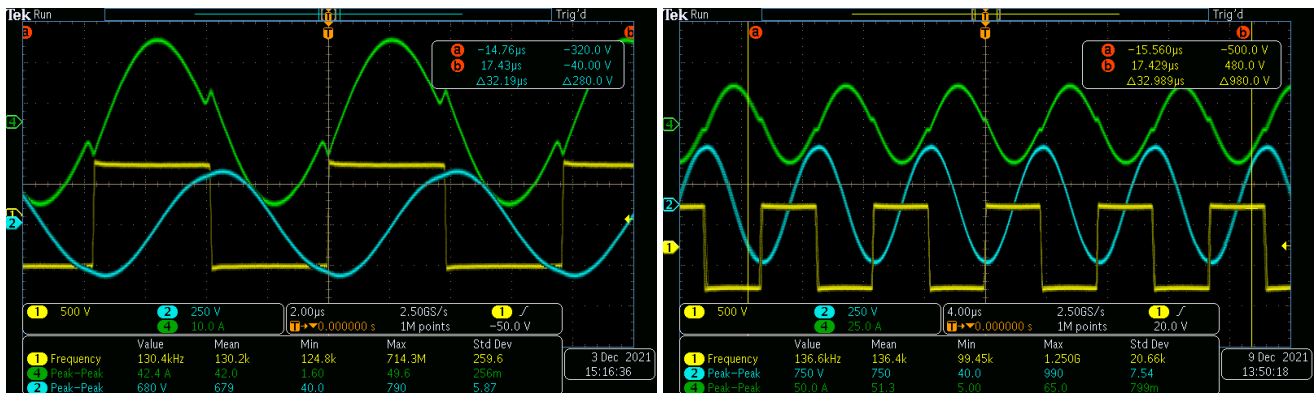 Tek Run Trig'd
T
a
T
a -14.76µs -320.0 V
b 17.43µs -40.00 V
Δ32.19µs Δ280.0 V
4
1
2
1 500 V 2 250 V
4 10.0 A
2.00µs 2.50GS/s 1 ∫
T→▼0.000000 s 1M points -50.0 V
Value Mean Min Max Std Dev
1 Frequency 130.4kHz 130.2k 124.8k 714.3M 259.6
4 Peak-Peak 42.4 A 42.0 1.60 49.6 256m
2 Peak-Peak 680 V 679 40.0 790 5.87
3 Dec 2021
15:16:36
Tek Run Trig'd
T
a
T
b
a -15.560µs -500.0 V
b 17.429µs 480.0 V
Δ32.989µs Δ980.0 V
4
2
1
1 500 V 2 250 V
4 25.0 A
4.00µs 2.50GS/s 1 ∫
T→▼0.000000 s 1M points 20.0 V
Value Mean Min Max Std Dev
1 Frequency 136.6kHz 136.4k 99.45k 1.250G 20.66k
2 Peak-Peak 750 V 750 40.0 990 7.54
4 Peak-Peak 50.0 A 51.3 5.00 65.0 799m
9 Dec 2021
13:50:18